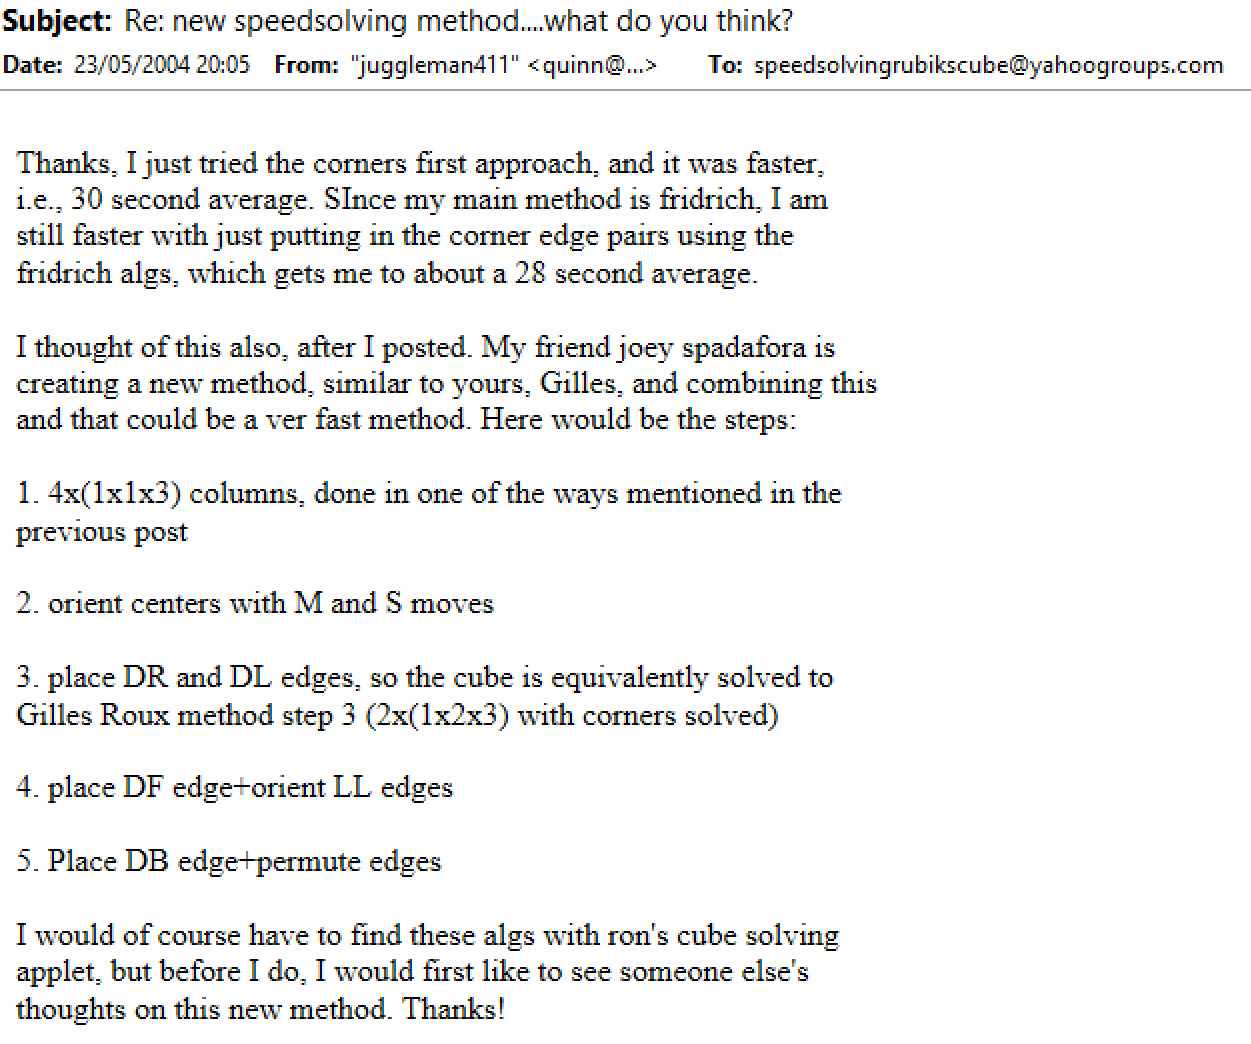 Subject: Re: new speedsolving method....what do you think?
Date: 23/05/2004 20:05 From: "juggleman411" <quinn@...> To: speedsolvingrubikscube@yahoogroups.com
Thanks, I just tried the corners first approach, and it was faster,
i.e., 30 second average. SInce my main method is fridrich, I am
still faster with just putting in the corner edge pairs using the
fridrich algs, which gets me to about a 28 second average.
I thought of this also, after I posted. My friend joey spadafora is
creating a new method, similar to yours, Gilles, and combining this
and that could be a ver fast method. Here would be the steps:
1. 4x(1x1x3) columns, done in one of the ways mentioned in the
previous post
2. orient centers with M and S moves
3. place DR and DL edges, so the cube is equivalently solved to
Gilles Roux method step 3 (2x(1x2x3) with corners solved)
4. place DF edge+orient LL edges
5. Place DB edge+permute edges
I would of course have to find these algs with ron's cube solving
applet, but before I do, I would first like to see someone else's
thoughts on this new method. Thanks!